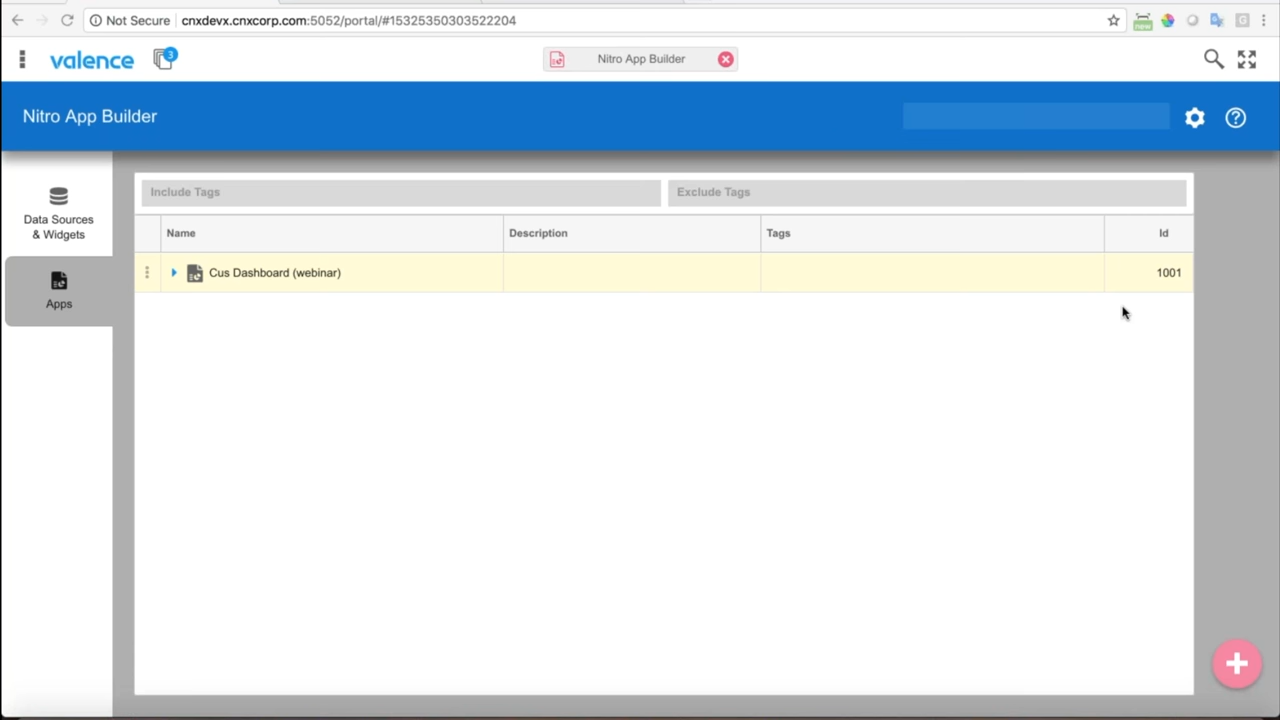 Not Secure
cnxdevx.cnxcorp.com:5052/portal/#15325350303522204
new
G
valence
3
Nitro App Builder
Nitro App Builder
Data Sources
& Widgets
Apps
Include Tags
Exclude Tags
Name
Description
Tags
Id
Cus Dashboard (webinar)
1001